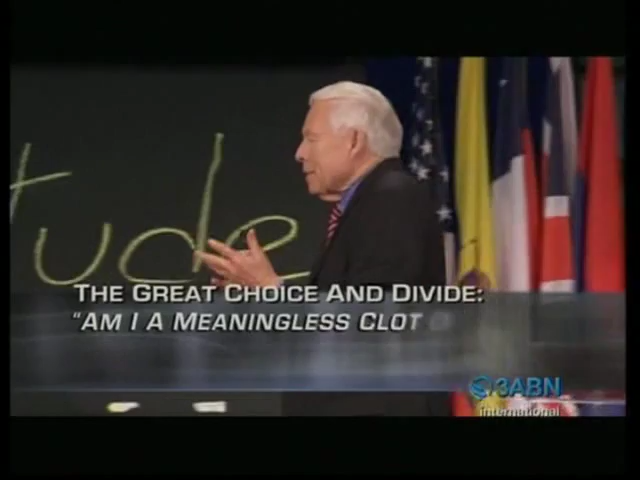 tude
THE GREAT CHOICE AND DIVIDE:
"AM I A MEANINGLESS CLOT
3ABN
international